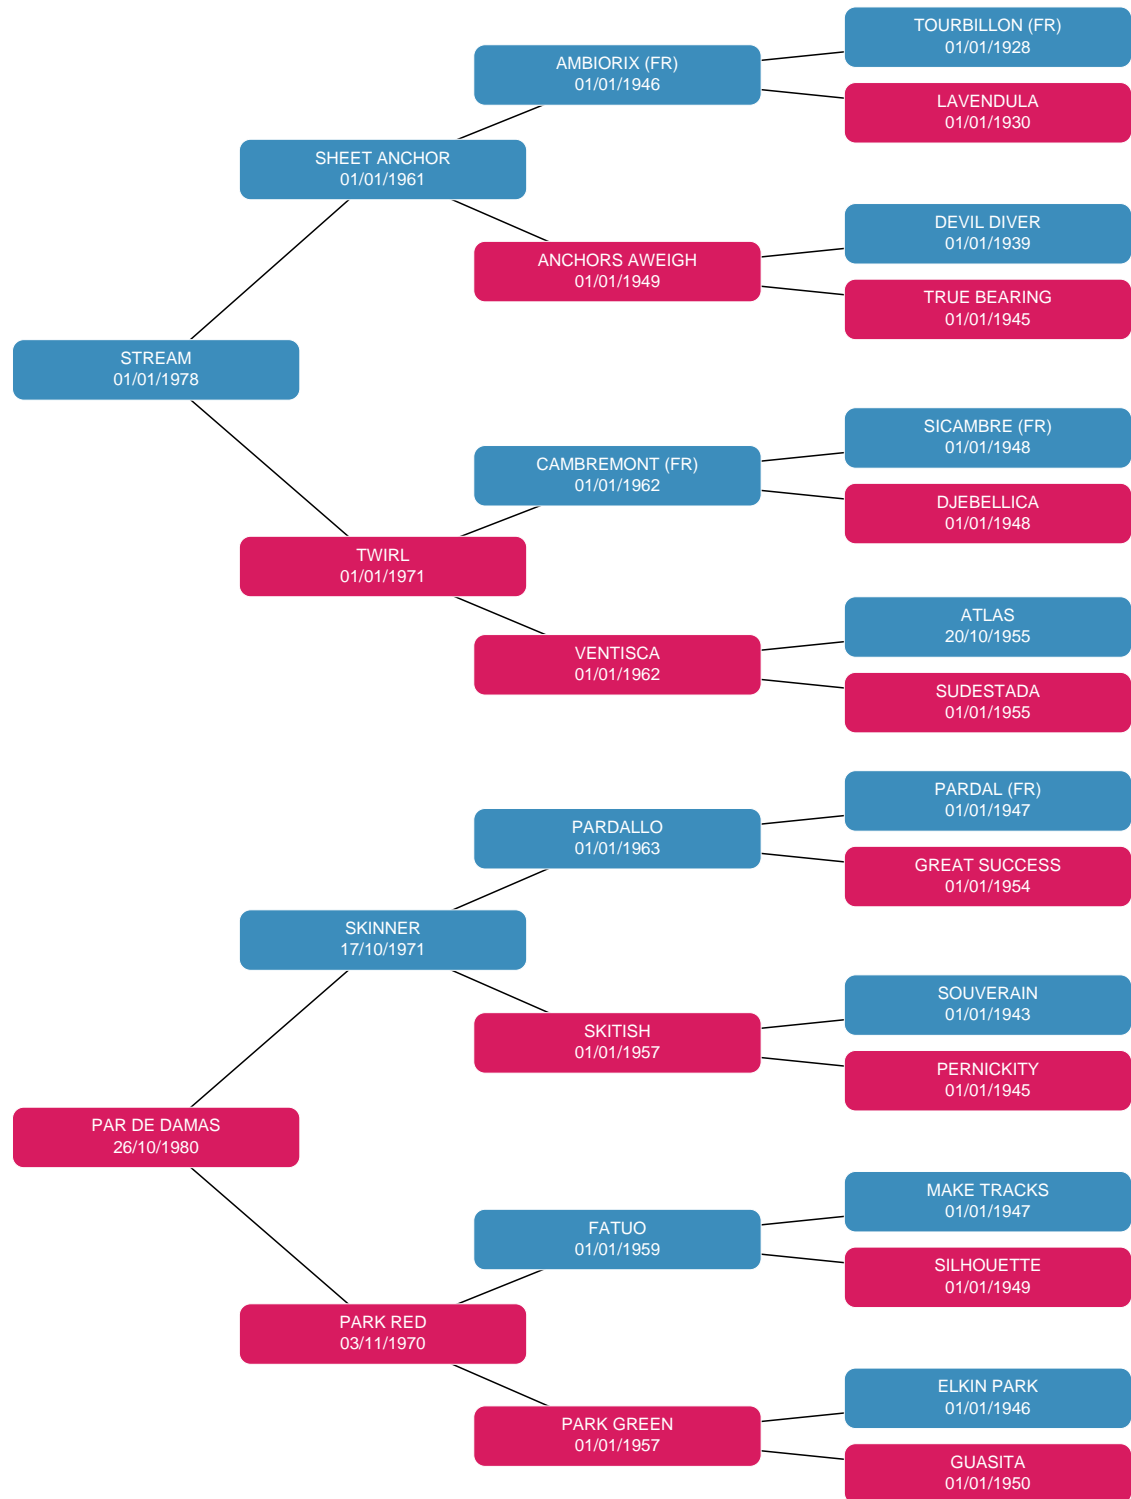 TOURBILLON (FR)
01/01/1928
AMBIORIX (FR)
01/01/1946
LAVENDULA
01/01/1930
SHEET ANCHOR
01/01/1961
DEVIL DIVER
01/01/1939
ANCHORS AWEIGH
01/01/1949
TRUE BEARING
01/01/1945
STREAM
01/01/1978
SICAMBRE (FR)
01/01/1948
CAMBREMONT (FR)
01/01/1962
DJEBELLICA
01/01/1948
TWIRL
01/01/1971
ATLAS
20/10/1955
VENTISCA
01/01/1962
SUDESTADA
01/01/1955
PARDAL (FR)
01/01/1947
PARDALLO
01/01/1963
GREAT SUCCESS
01/01/1954
SKINNER
17/10/1971
SOUVERAIN
01/01/1943
SKITISH
01/01/1957
PERNICKITY
01/01/1945
PAR DE DAMAS
26/10/1980
MAKE TRACKS
01/01/1947
FATUO
01/01/1959
SILHOUETTE
01/01/1949
PARK RED
03/11/1970
ELKIN PARK
01/01/1946
PARK GREEN
01/01/1957
GUASITA
01/01/1950